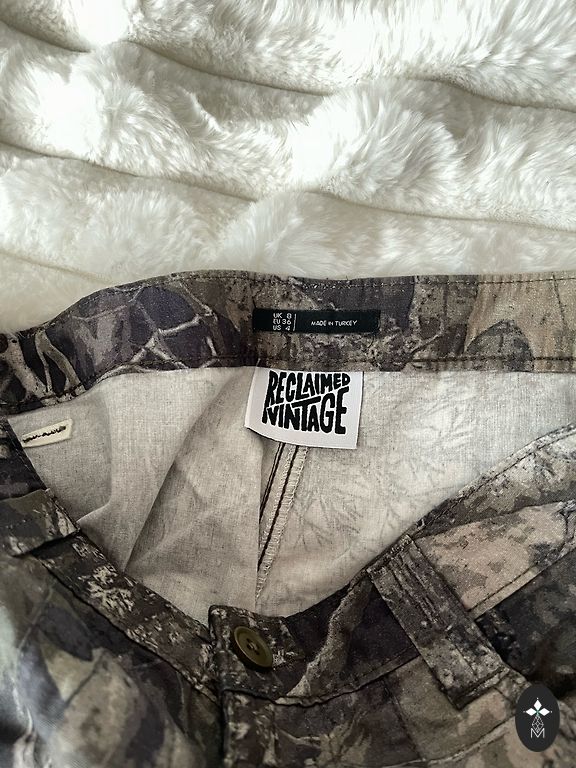 UK 8
EU 36
US 4
MADE IN TURKEY
RECLAIMED
VINTAGE
M